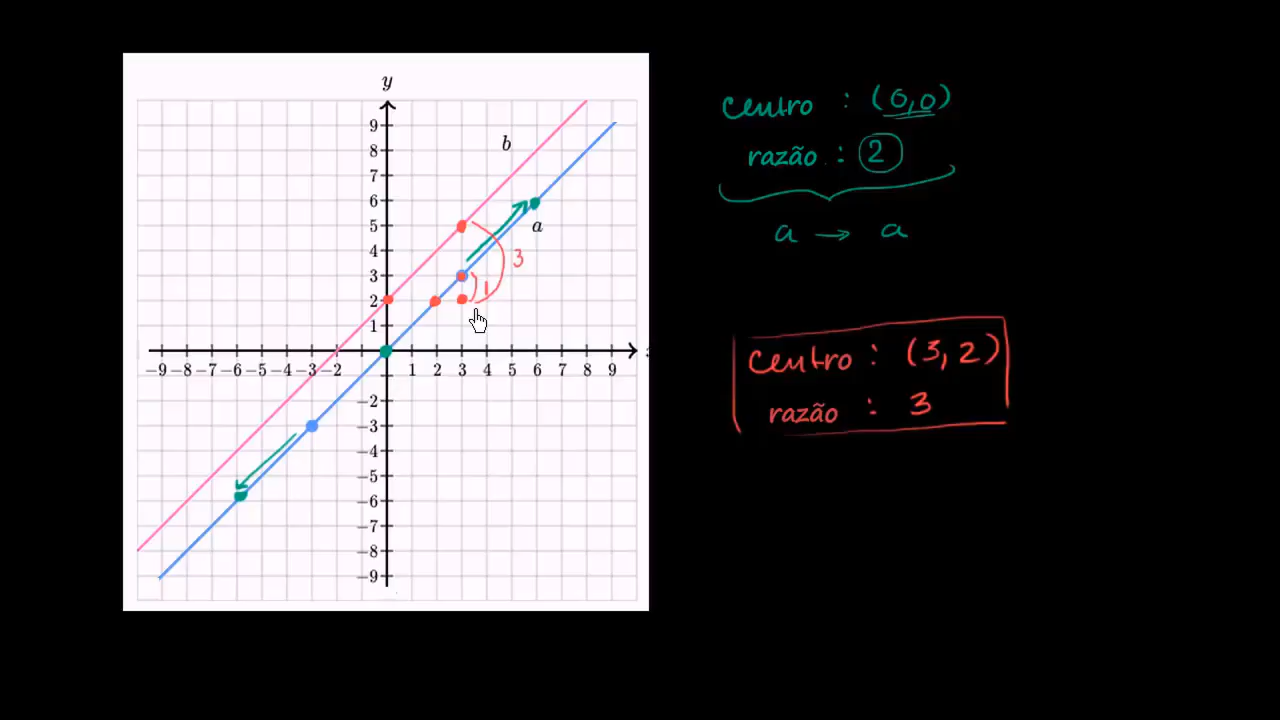 y
9
8
7
6
5
4
3
2
1
−9 −8 −7 −6 −5 −4 −3 −2 1 2 3 4 5 6 7 8 9
−2
−3
−4
−5
−6
−7
−8
−9
b
a
3
1
centro : (0,0)
razão : 2
a → a
centro : (3,2)
razão : 3